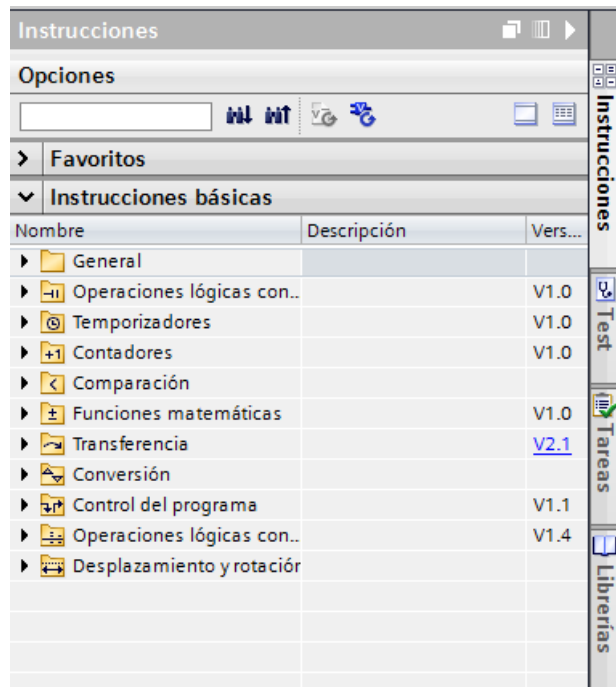 Instrucciones
Opciones
Favoritos
Instrucciones básicas
Nombre Descripción Vers...
General
Operaciones lógicas con.. V1.0
Temporizadores V1.0
+1 Contadores V1.0
Comparación
Funciones matemáticas V1.0
Transferencia V2.1
Conversión
Control del programa V1.1
Operaciones lógicas con.. V1.4
Desplazamiento y rotación
Instrucciones
Test
Tareas
Librerías